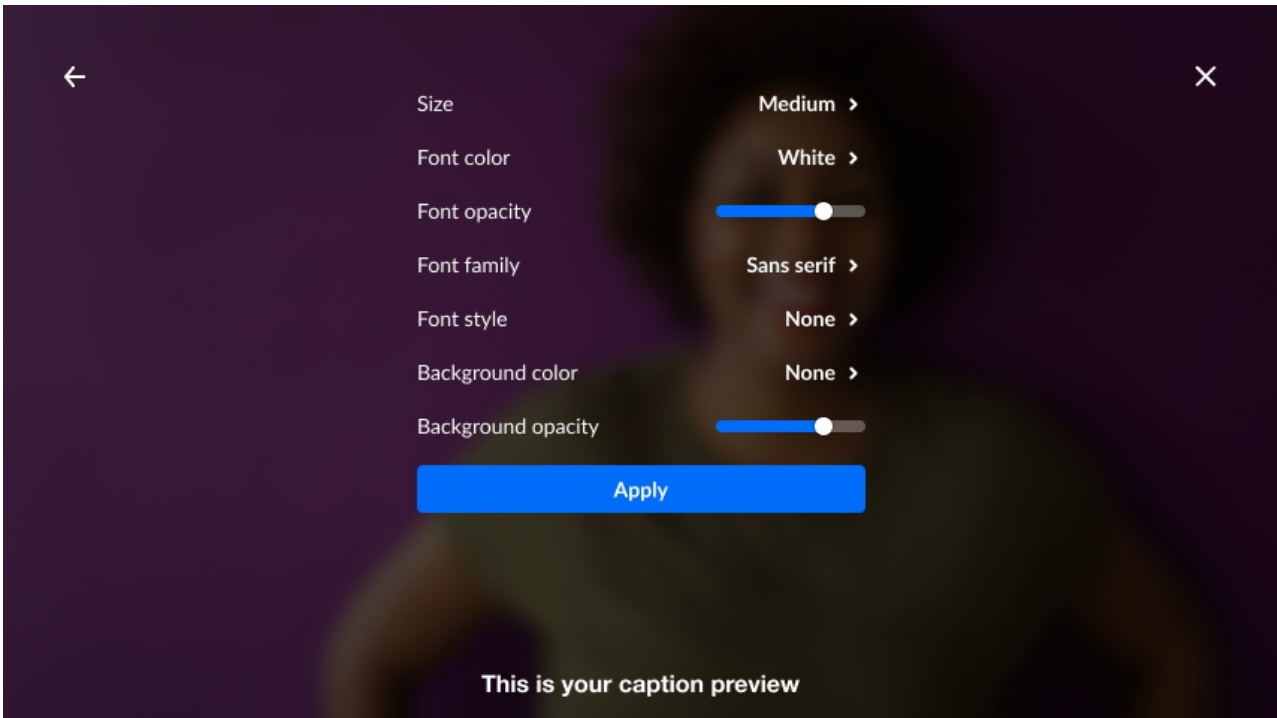 Size Medium
Font color White
Font opacity
Font family Sans serif
Font style None
Background color None
Background opacity
Apply
This is your caption preview